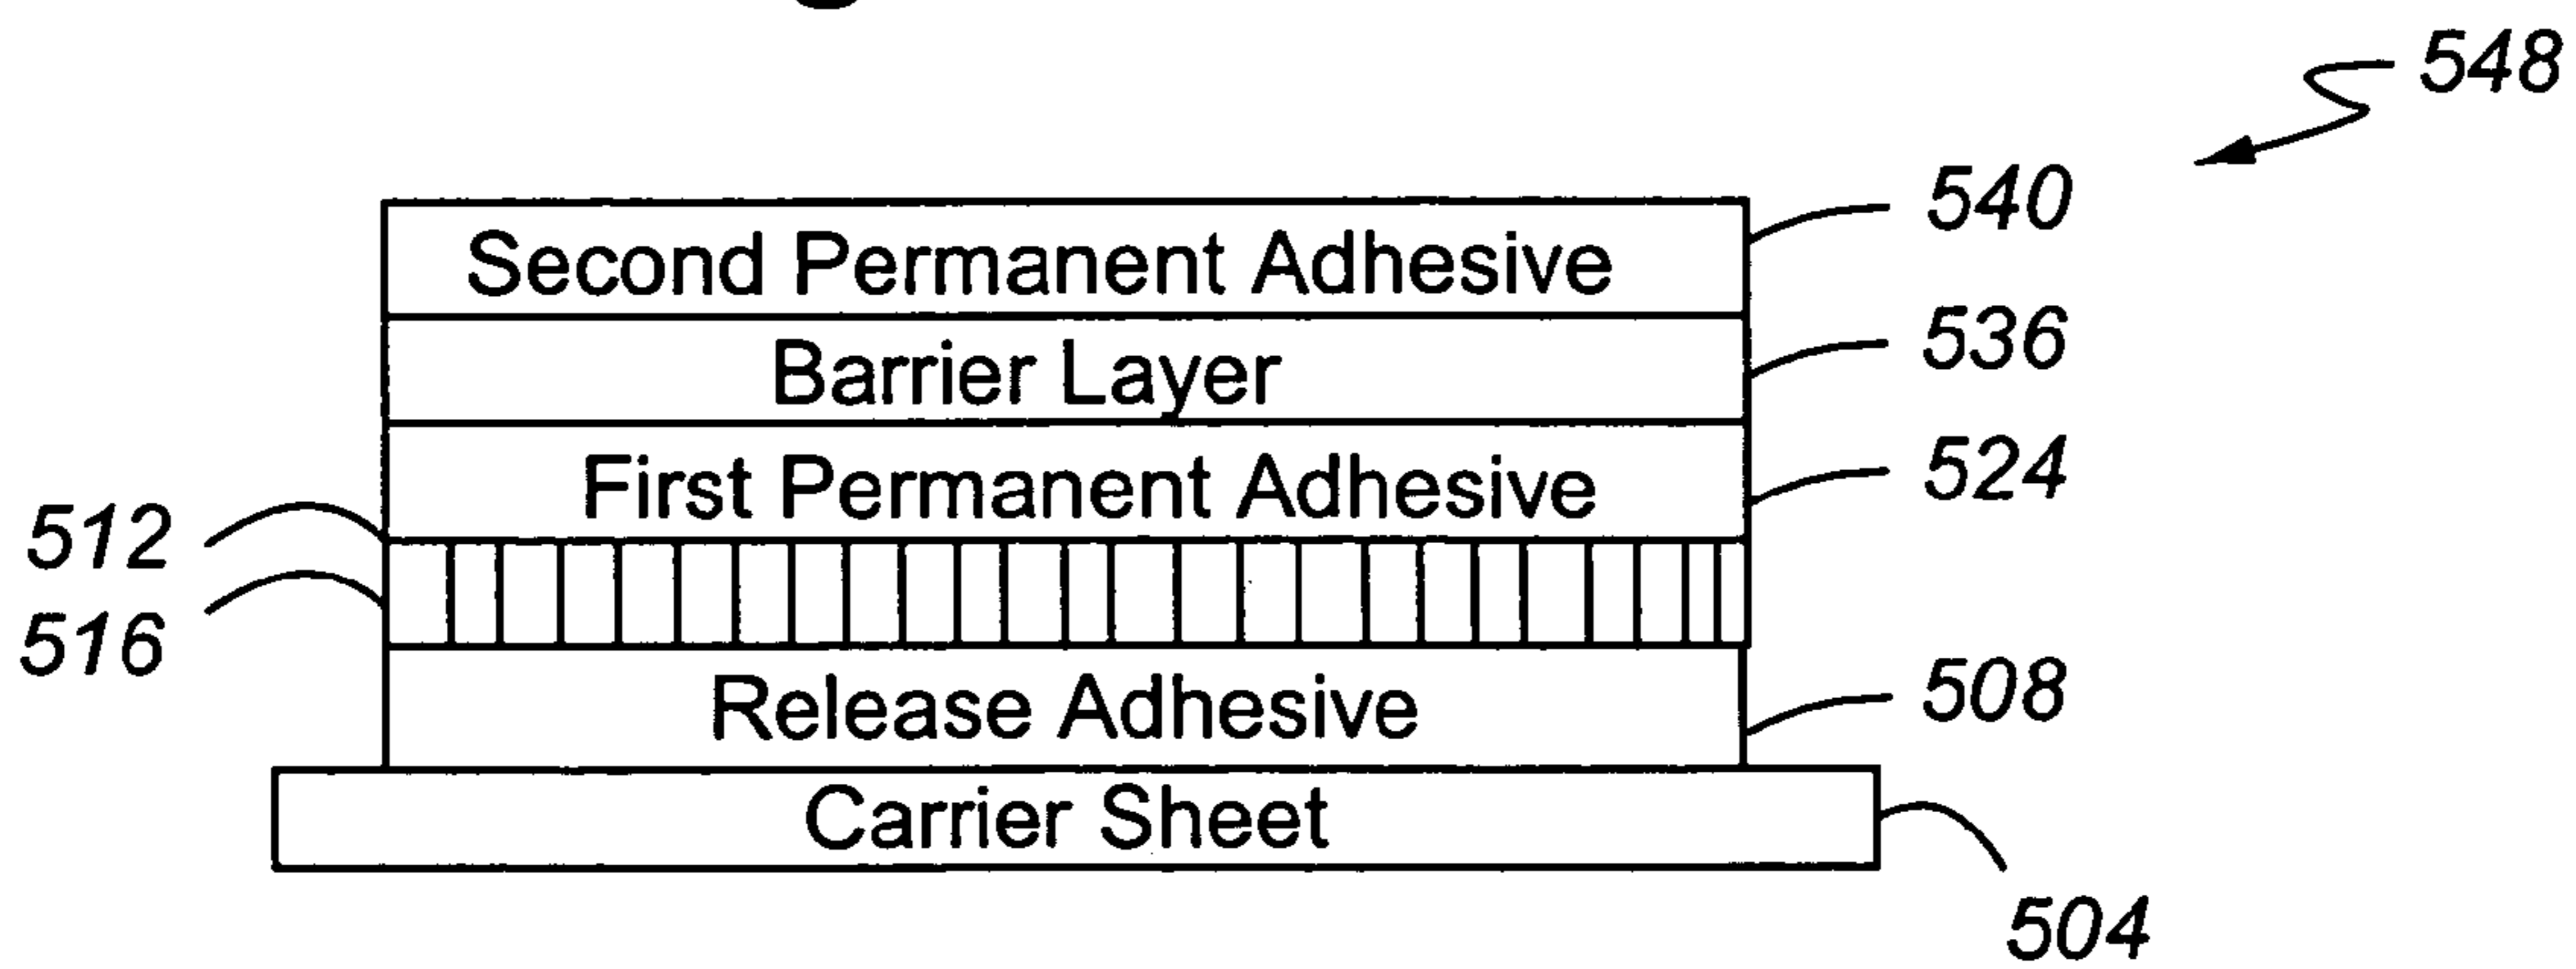 548
Second Permanent Adhesive 540
Barrier Layer 536
First Permanent Adhesive 524
512
516
Release Adhesive 508
Carrier Sheet
504